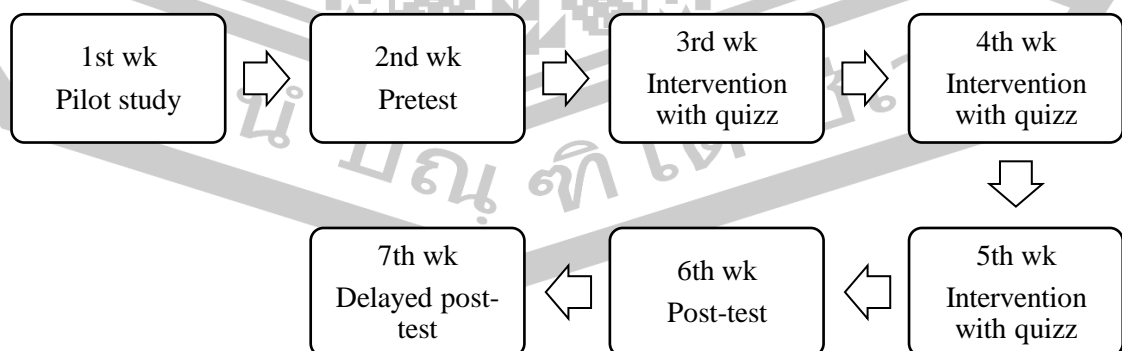 1st wk
Pilot study
2nd wk
Pretest
3rd wk
Intervention
with quizz
4th wk
Intervention
with quizz
5th wk
Intervention
with quizz
6th wk
Post-test
7th wk
Delayed post-
test